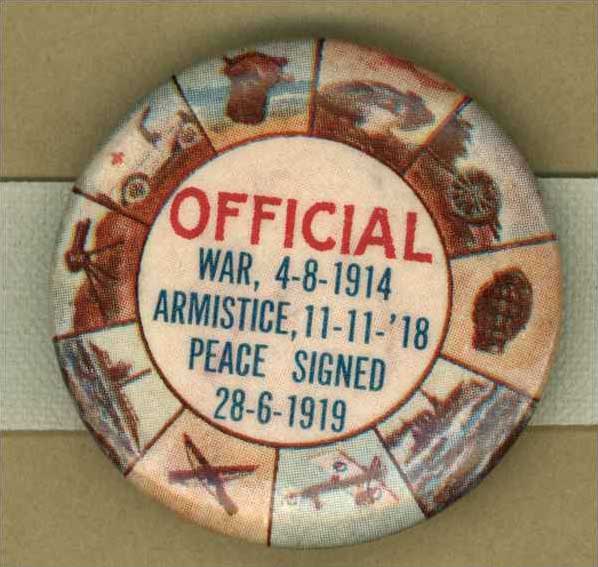 OFFICIAL
WAR, 4-8-1914
ARMISTICE, 11-11-'18
PEACE SIGNED
28-6-1919